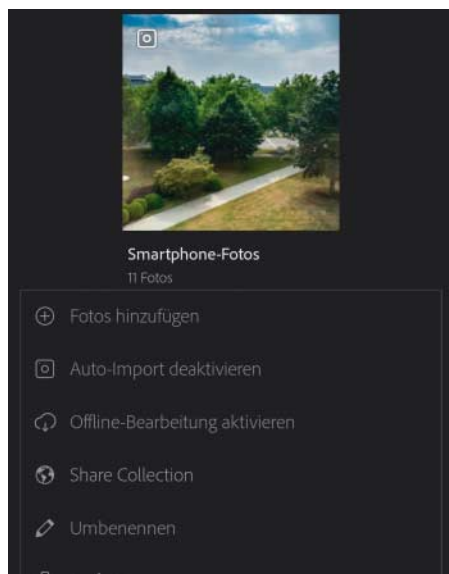 Smartphone-Fotos
11 Fotos
Fotos hinzufügen
Auto-Import deaktivieren
Offline-Bearbeitung aktivieren
Share Collection
Umbenennen